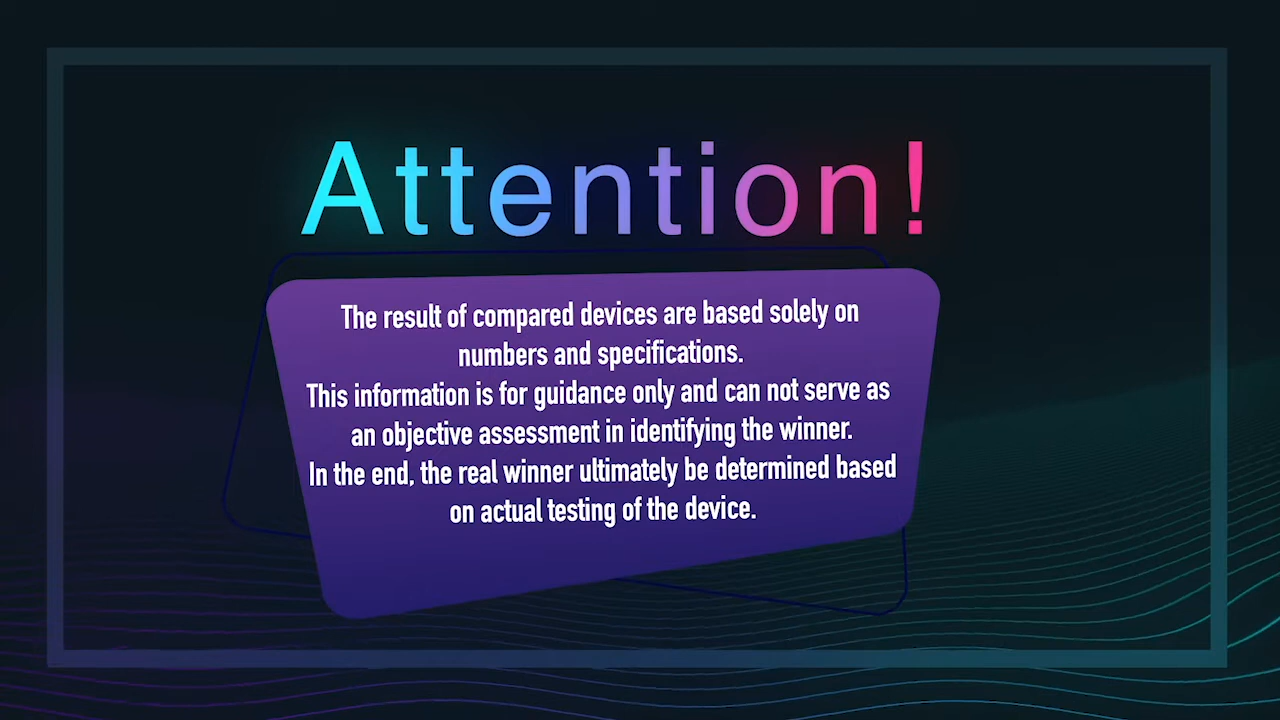 Attention!
The result of compared devices are based solely on
numbers and specifications.
This information is for guidance only and can not serve as
an objective assessment in identifying the winner.
In the end, the real winner ultimately be determined based
on actual testing of the device.